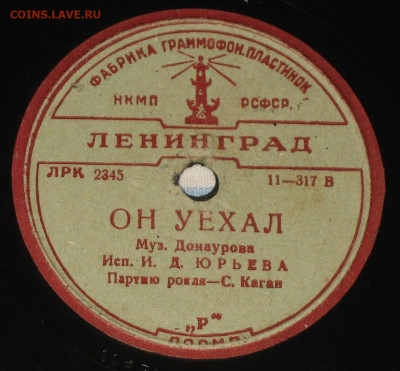 COINS.LAVE.RU
ФАБРИКА ГРАММОФОН. ПЛАСТИНОК
НКМП РСФСР.
ЛЕНИНГРАД
ЛРК 2345 11—317 В
ОН УЕХАЛ
Муз. Донаурова
Исп. И. Д. ЮРЬЕВА
Партию рояля—С. Каган
„Р“